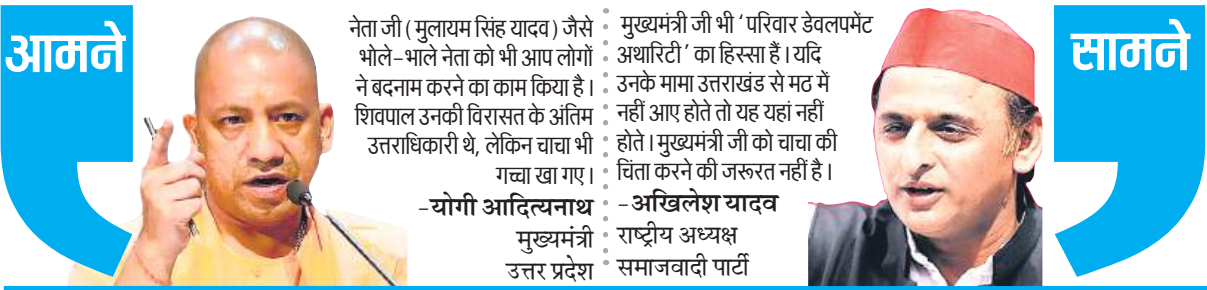 आमने
नेता जी ( मुलायम सिंह यादव ) जैसे
भोले-भाले नेता को भी आप लोगों
ने बदनाम करने का काम किया है ।
शिवपाल उनकी विरासत के अंतिम
उत्तराधिकारी थे, लेकिन चाचा भी
गच्चा खा गए ।
-योगी आदित्यनाथ
मुख्यमंत्री
उत्तर प्रदेश
मुख्यमंत्री जी भी ‘ परिवार डेवलपमेंट
अथारिटी ’ का हिस्सा हैं । यदि
उनके मामा उत्तराखंड से मठ में
नहीं आए होते तो यह यहां नहीं
होते । मुख्यमंत्री जी को चाचा की
चिंता करने की जरूरत नहीं है ।
-अखिलेश यादव
राष्ट्रीय अध्यक्ष
समाजवादी पार्टी
सामने